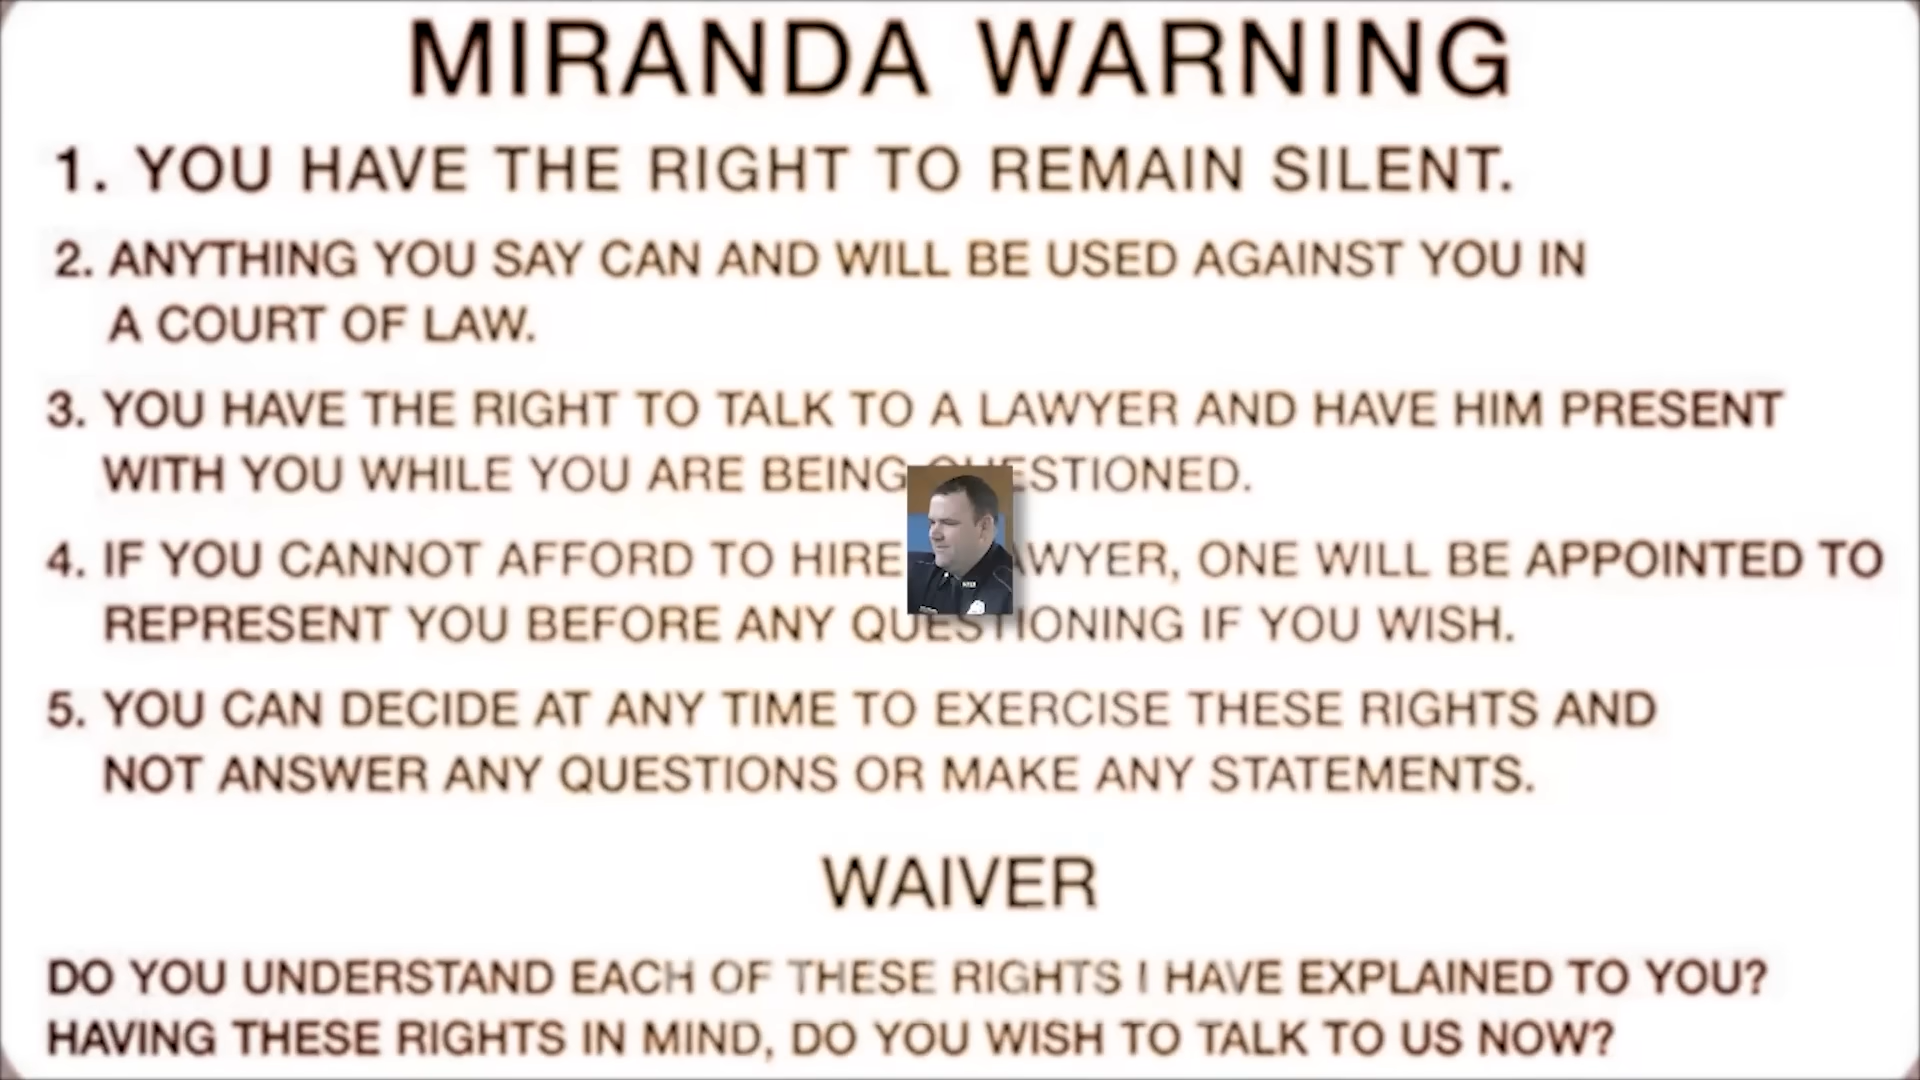 MIRANDA WARNING
1. YOU HAVE THE RIGHT TO REMAIN SILENT.
2. ANYTHING YOU SAY CAN AND WILL BE USED AGAINST YOU IN
A COURT OF LAW.
3. YOU HAVE THE RIGHT TO TALK TO A LAWYER AND HAVE HIM PRESENT
WITH YOU WHILE YOU ARE BEING ESTIONED.
4. IF YOU CANNOT AFFORD TO HIRE WYER, ONE WILL BE APPOINTED TO
REPRESENT YOU BEFORE ANY QUESTIONING IF YOU WISH.
5. YOU CAN DECIDE AT ANY TIME TO EXERCISE THESE RIGHTS AND
NOT ANSWER ANY QUESTIONS OR MAKE ANY STATEMENTS.
WAIVER
DO YOU UNDERSTAND EACH OF THESE RIGHTS I HAVE EXPLAINED TO YOU?
HAVING THESE RIGHTS IN MIND, DO YOU WISH TO TALK TO US NOW?